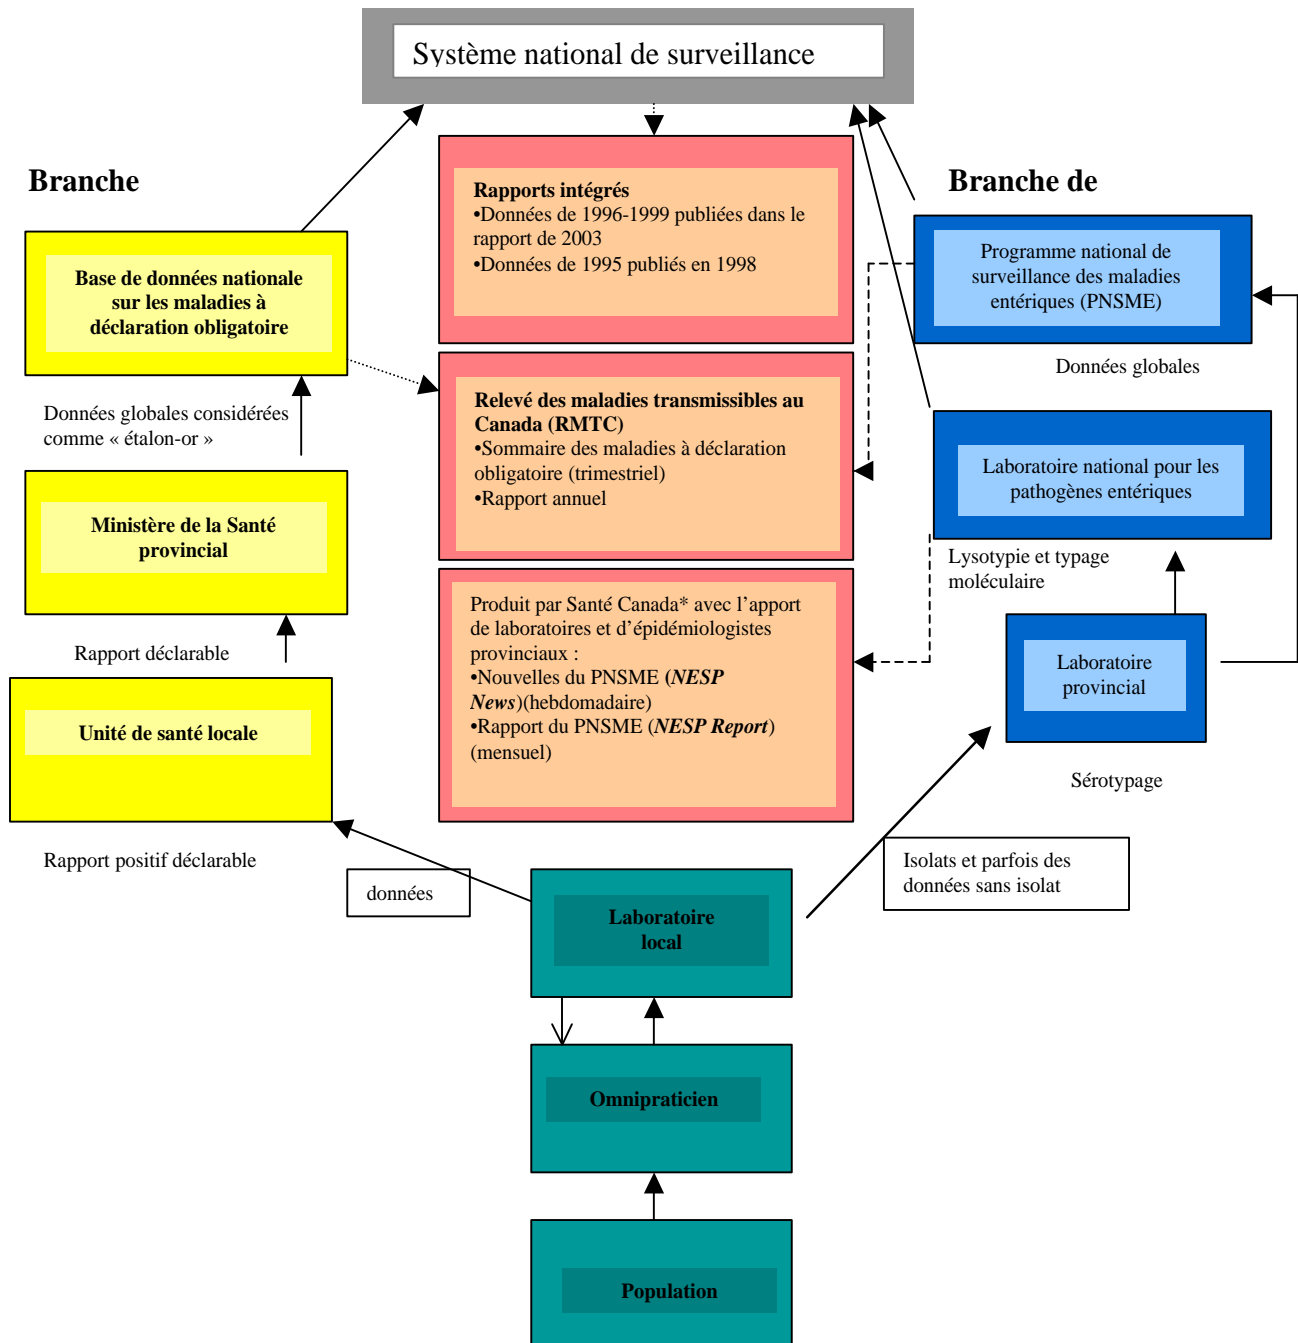 Système national de surveillance
Branche
Branche de
Rapports intégrés
•Données de 1996-1999 publiées dans le
rapport de 2003
•Données de 1995 publiés en 1998
Base de données nationale
sur les maladies à
déclaration obligatoire
Programme national de
surveillance des maladies
entériques (PNSME)
Données globales
Données globales considérées
comme « étalon-or »
Relevé des maladies transmissibles au
Canada (RMTC)
•Sommaire des maladies à déclaration
obligatoire (trimestriel)
•Rapport annuel
Laboratoire national pour les
pathogènes entériques
Lysotypie et typage
moléculaire
Ministère de la Santé
provincial
Rapport déclarable
Produit par Santé Canada* avec l’apport
de laboratoires et d’épidémiologistes
provinciaux :
•Nouvelles du PNSME (NESP
News)(hebdomadaire)
•Rapport du PNSME (NESP Report)
(mensuel)
Laboratoire
provincial
Sérotypage
Unité de santé locale
Rapport positif déclarable
données
Isolats et parfois des
données sans isolat
Laboratoire
local
Omnipraticien
Population